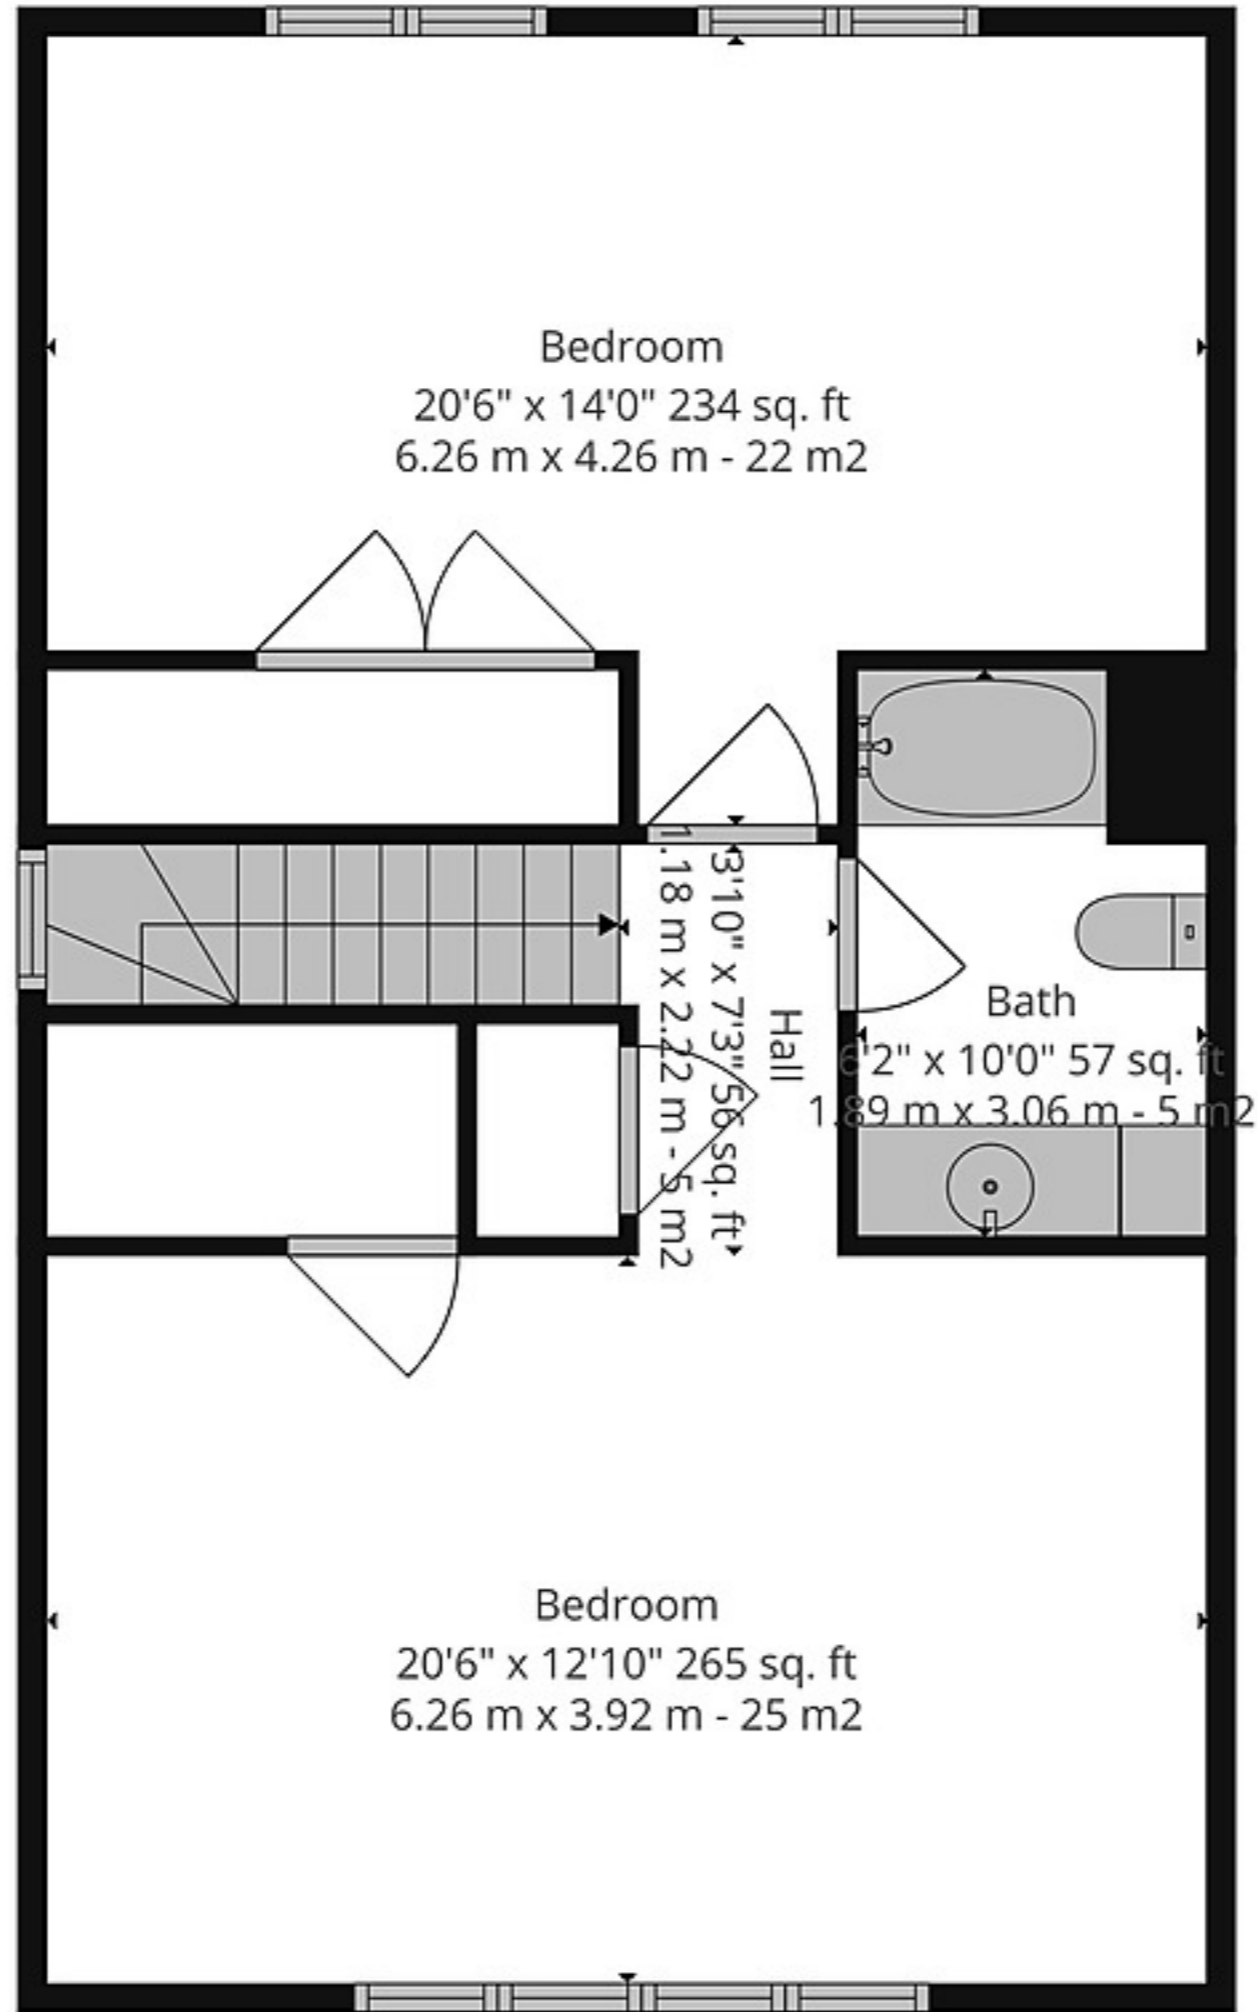 Bedroom
20'6" x 14'0" 234 sq. ft
6.26 m x 4.26 m - 22 m2
Hall
3'10" x 7'3" 56 sq. ft
1.18 m x 2.22 m - 5 m2
Bath
6'2" x 10'0" 57 sq. ft
1.89 m x 3.06 m - 5 m2
Bedroom
20'6" x 12'10" 265 sq. ft
6.26 m x 3.92 m - 25 m2